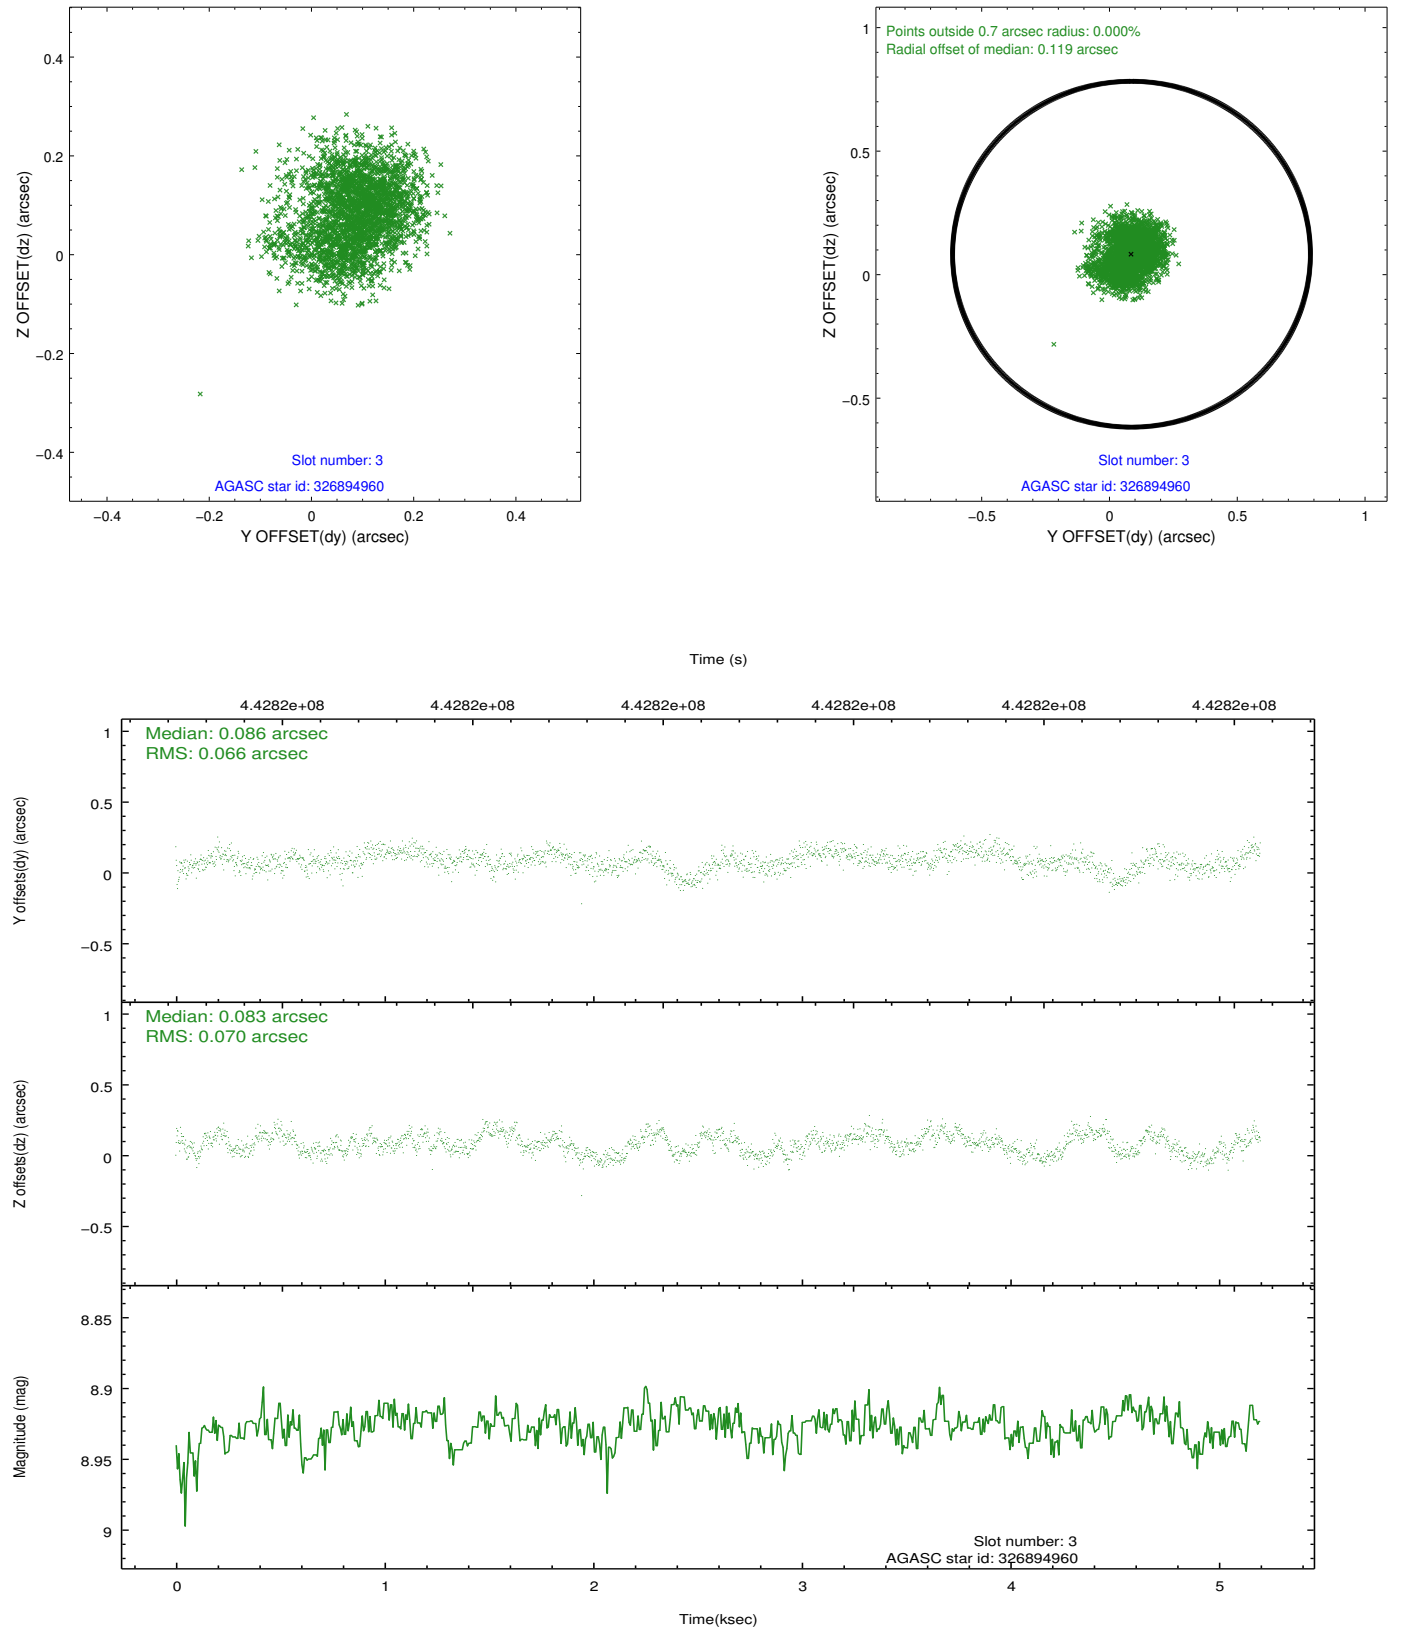 0.4
0.2
0
−0.2
−0.4
Z OFFSET(dz) (arcsec)
Slot number: 3
AGASC star id: 326894960
−0.4 −0.2 0 0.2 0.4
Y OFFSET(dy) (arcsec)
Points outside 0.7 arcsec radius: 0.000%
Radial offset of median: 0.119 arcsec
1
0.5
0
−0.5
Z OFFSET(dz) (arcsec)
Slot number: 3
AGASC star id: 326894960
−0.5 0 0.5 1
Y OFFSET(dy) (arcsec)
Time (s)
4.4282e+08 4.4282e+08 4.4282e+08 4.4282e+08 4.4282e+08 4.4282e+08
Median: 0.086 arcsec
RMS: 0.066 arcsec
1
0.5
0
−0.5
Y offsets(dy) (arcsec)
Median: 0.083 arcsec
RMS: 0.070 arcsec
1
0.5
0
−0.5
Z offsets(dz) (arcsec)
8.85
8.9
8.95
9
Magnitude (mag)
Slot number: 3
AGASC star id: 326894960
0 1 2 3 4 5
Time(ksec)